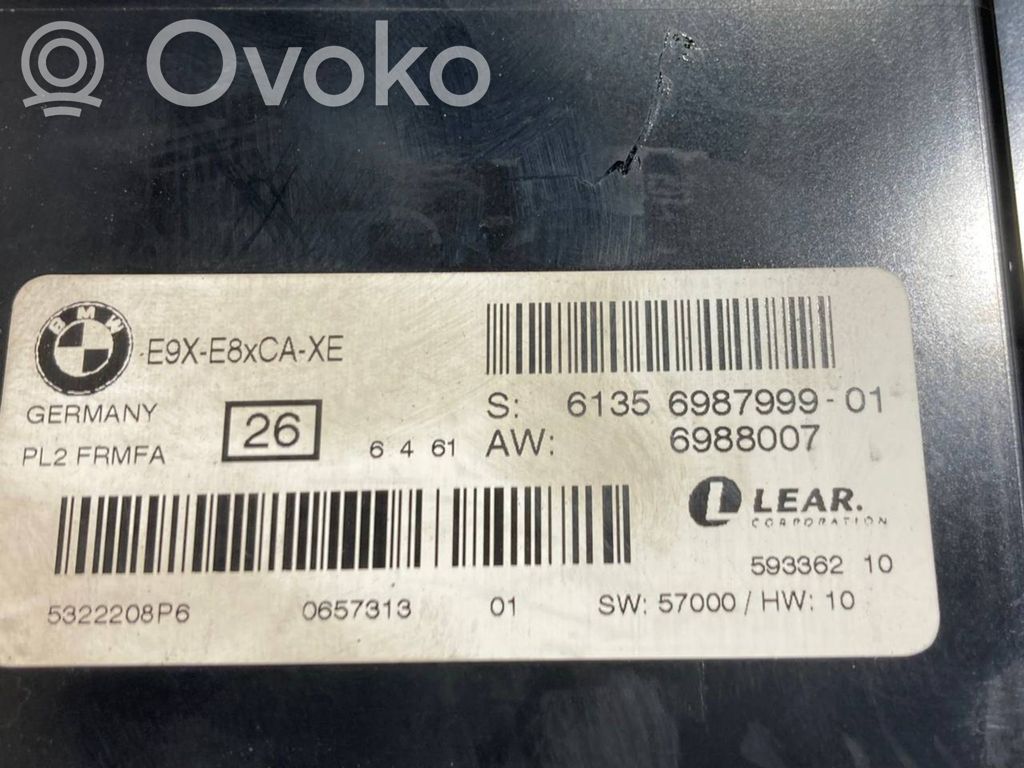 Ovoko
BMW
E9X-E8xCA-XE
GERMANY
PL2 FRMFA
26
6 4 61
S: 6135 6987999-01
AW: 6988007
LEAR.
CORPORATION
593362 10
5322208P6 0657313 01 SW: 57000 / HW: 10